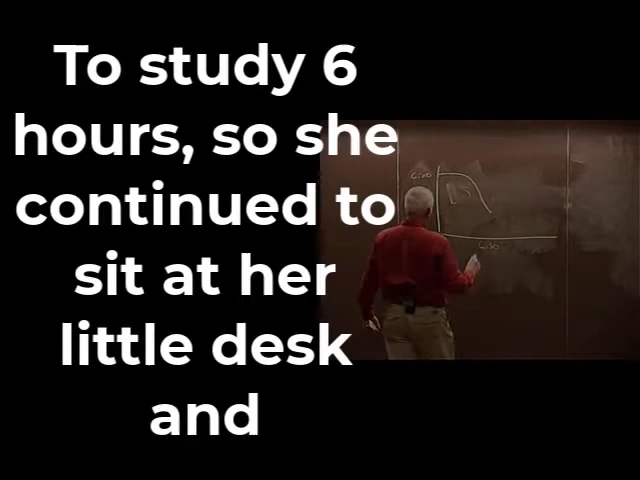 To study 6
hours, so she
continued to
sit at her
little desk
and